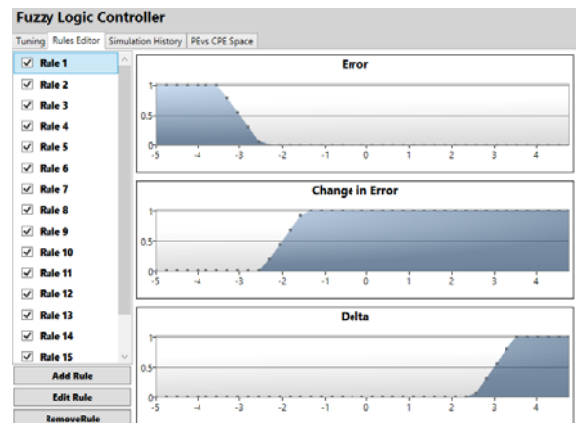 Fuzzy Logic Controller
Tuning Rules Editor Simulation History PEvs CPE Space
Rule 1
Rule 2
Rule 3
Rule 4
Rule 5
Rule 6
Rule 7
Rule 8
Rule 9
Rule 10
Rule 11
Rule 12
Rule 13
Rule 14
Rule 15
Add Rule
Edit Rule
RemoveRule
Error
1
0.5
0
-5 -4 -3 -2 -1 0 1 2 3 4
Change in Error
1
0.5
0
-5 -4 -3 -2 -1 0 1 2 3 4
Delta
1
0.5
0
-5 -4 -3 -2 -1 0 1 2 3 4